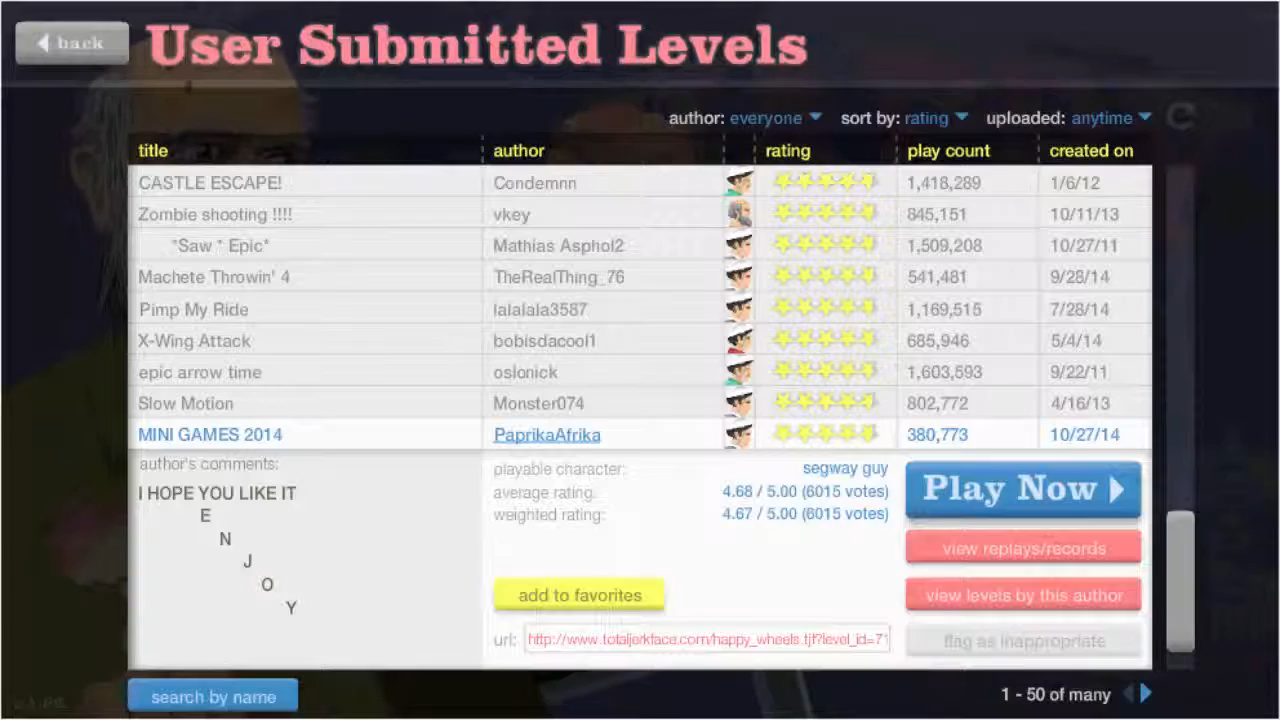 back
User Submitted Levels
author: everyone sort by: rating uploaded: anytime
title author rating play count created on
CASTLE ESCAPE! Condemnn 1,418,289 1/6/12
Zombie shooting !!!! vkey 845,151 10/11/13
*Saw * Epic* Mathias Asphol2 1,509,208 10/27/11
Machete Throwin' 4 TheRealThing_76 541,481 9/28/14
Pimp My Ride lalalala3587 1,169,515 7/28/14
X-Wing Attack bobisdacool1 685,946 5/4/14
epic arrow time oslonick 1,603,593 9/22/11
Slow Motion Monster074 802,772 4/16/13
MINI GAMES 2014 PaprikaAfrika 380,773 10/27/14
author's comments:
I HOPE YOU LIKE IT
E
N
J
O
Y
playable character: segway guy
average rating: 4.68 / 5.00 (6015 votes)
weighted rating: 4.67 / 5.00 (6015 votes)
add to favorites
url: http://www.totaljerkface.com/happy_wheels.tjf?level_id=71
Play Now
view replays/records
view levels by this author
flag as inappropriate
search by name
1 - 50 of many